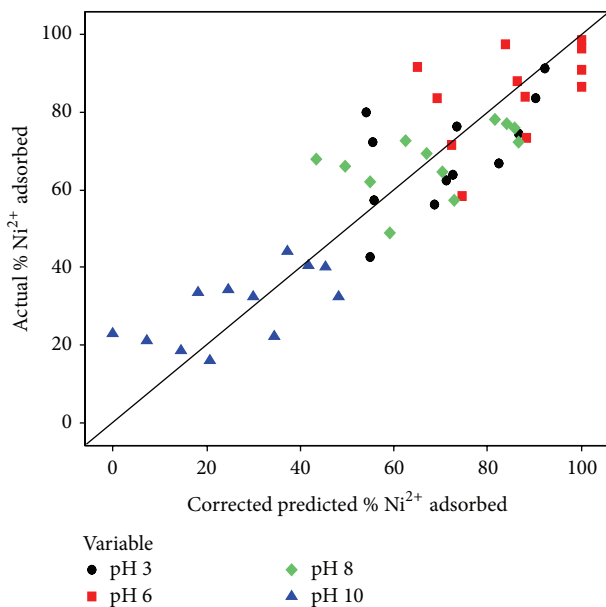 100
80
60
40
20
0
Actual % Ni²⁺ adsorbed
0 20 40 60 80 100
Corrected predicted % Ni²⁺ adsorbed
Variable
pH 3 pH 8
pH 6 pH 10